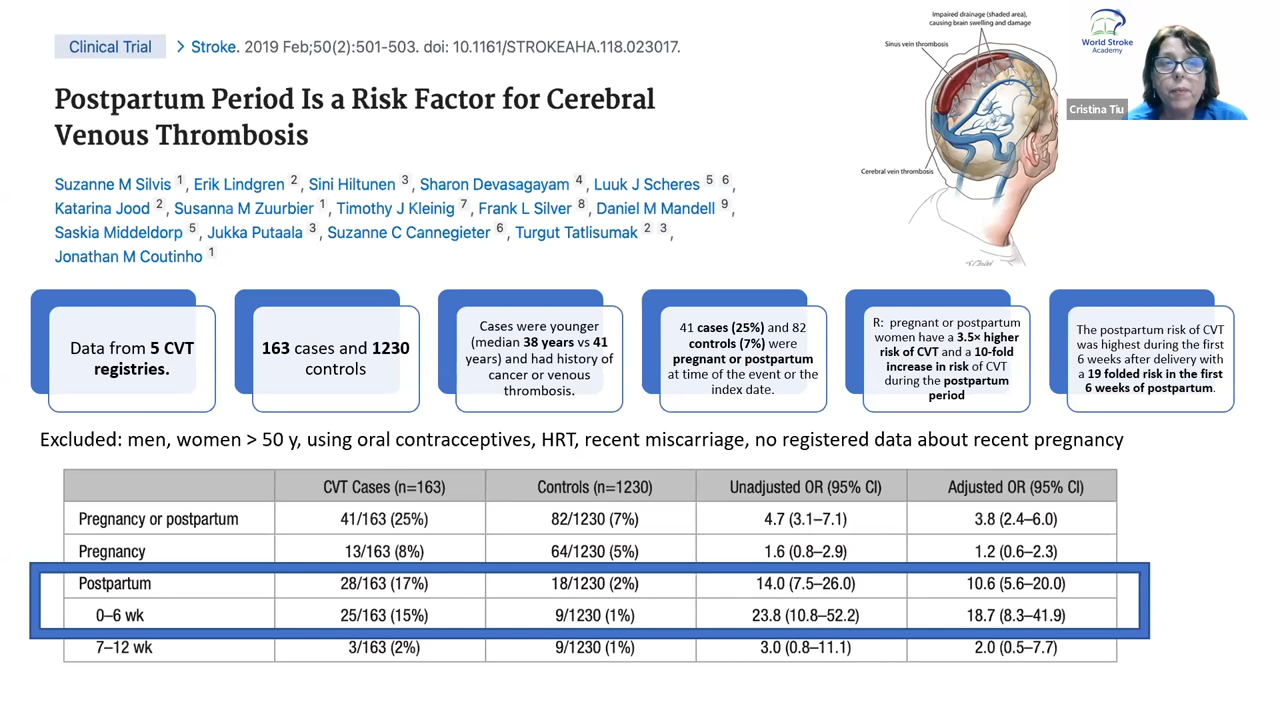 Clinical Trial > Stroke. 2019 Feb;50(2):501-503. doi: 10.1161/STROKEAHA.118.023017.
Postpartum Period Is a Risk Factor for Cerebral
Venous Thrombosis
Suzanne M Silvis 1, Erik Lindgren 2, Sini Hiltunen 3, Sharon Devasagayam 4, Luuk J Scheres 5 6,
Katarina Jood 2, Susanna M Zuurbier 1, Timothy J Kleinig 7, Frank L Silver 8, Daniel M Mandell 9,
Saskia Middeldorp 5, Jukka Putaala 3, Suzanne C Cannegieter 6, Turgut Tatlisumak 2 3,
Jonathan M Coutinho 1
Impaired drainage (shaded area),
causing brain swelling and damage
Sinus vein thrombosis
Cerebral vein thrombosis
World Stroke
Academy
Cristina Tiu
Data from 5 CVT
registries.
163 cases and 1230
controls
Cases were younger
(median 38 years vs 41
years) and had history of
cancer or venous
thrombosis.
41 cases (25%) and 82
controls (7%) were
pregnant or postpartum
at time of the event or the
index date.
R: pregnant or postpartum
women have a 3.5× higher
risk of CVT and a 10-fold
increase in risk of CVT
during the postpartum
period
The postpartum risk of CVT
was highest during the first
6 weeks after delivery with
a 19 folded risk in the first
6 weeks of postpartum.
Excluded: men, women > 50 y, using oral contracceptives, HRT, recent miscarriage, no registered data about recent pregnancy
CVT Cases (n=163) Controls (n=1230) Unadjusted OR (95% CI) Adjusted OR (95% CI)
Pregnancy or postpartum 41/163 (25%) 82/1230 (7%) 4.7 (3.1–7.1) 3.8 (2.4–6.0)
Pregnancy 13/163 (8%) 64/1230 (5%) 1.6 (0.8–2.9) 1.2 (0.6–2.3)
Postpartum 28/163 (17%) 18/1230 (2%) 14.0 (7.5–26.0) 10.6 (5.6–20.0)
0–6 wk 25/163 (15%) 9/1230 (1%) 23.8 (10.8–52.2) 18.7 (8.3–41.9)
7–12 wk 3/163 (2%) 9/1230 (1%) 3.0 (0.8–11.1) 2.0 (0.5–7.7)